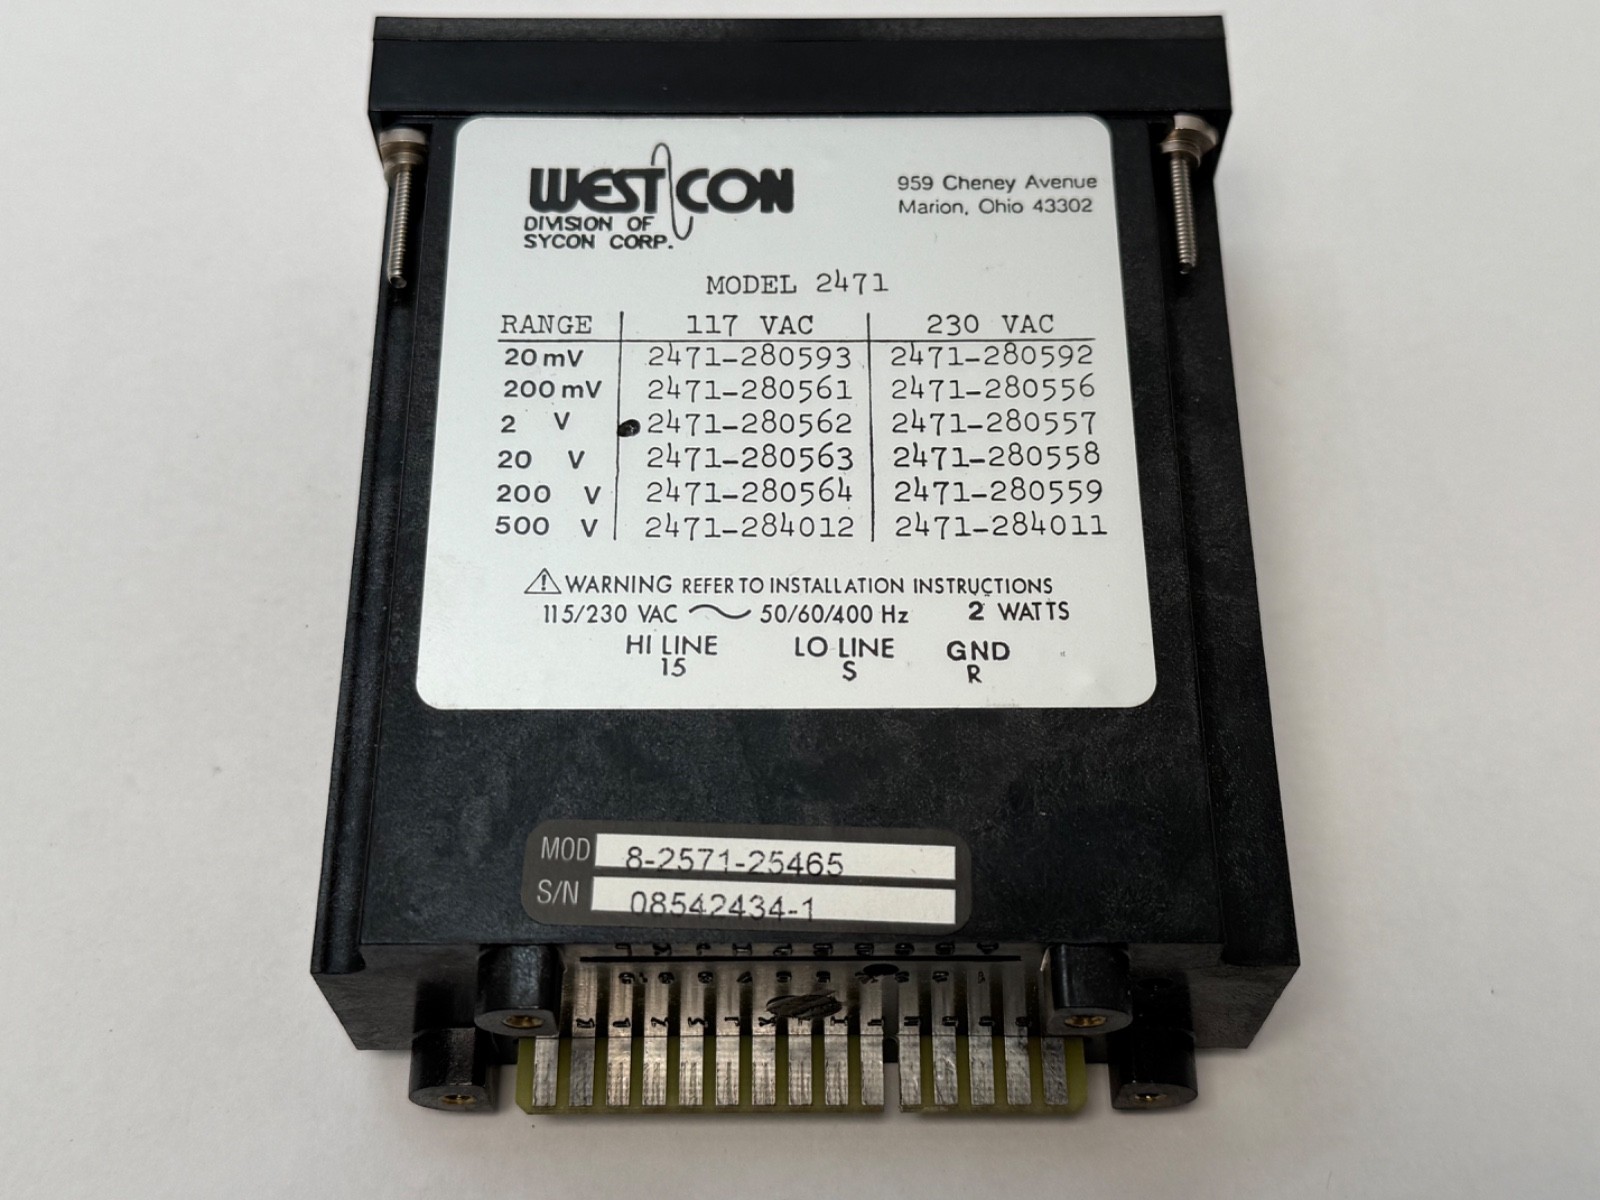 WESTCON
DIVISION OF
SYCON CORP.
959 Cheney Avenue
Marion, Ohio 43302
MODEL 2471
RANGE 117 VAC 230 VAC
20 mV 2471-280593 2471-280592
200 mV 2471-280561 2471-280556
2 V 2471-280562 2471-280557
20 V 2471-280563 2471-280558
200 V 2471-280564 2471-280559
500 V 2471-284012 2471-284011
⚠ WARNING REFER TO INSTALLATION INSTRUCTIONS
115/230 VAC ~ 50/60/400 Hz 2 WATTS
HI LINE LO LINE GND
15 S R
MOD 8-2571-25465
S/N 08542434-1